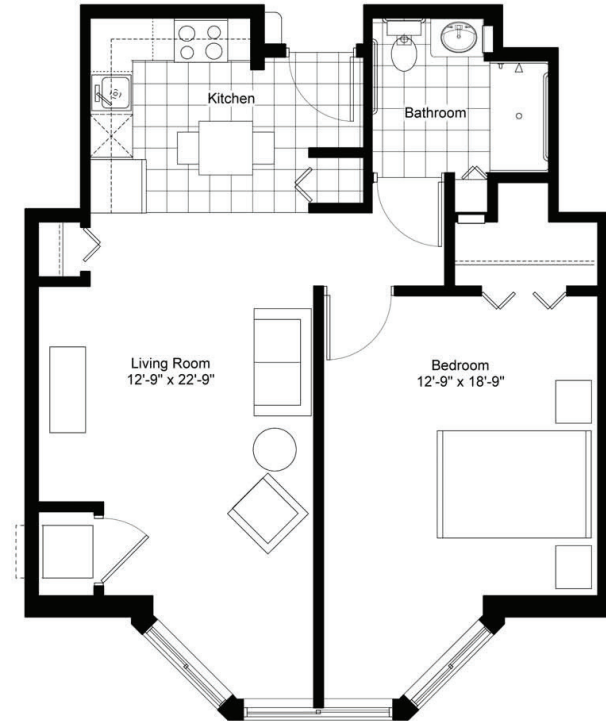 Kitchen
Bathroom
Living Room
12'-9" x 22'-9"
Bedroom
12'-9" x 18'-9"